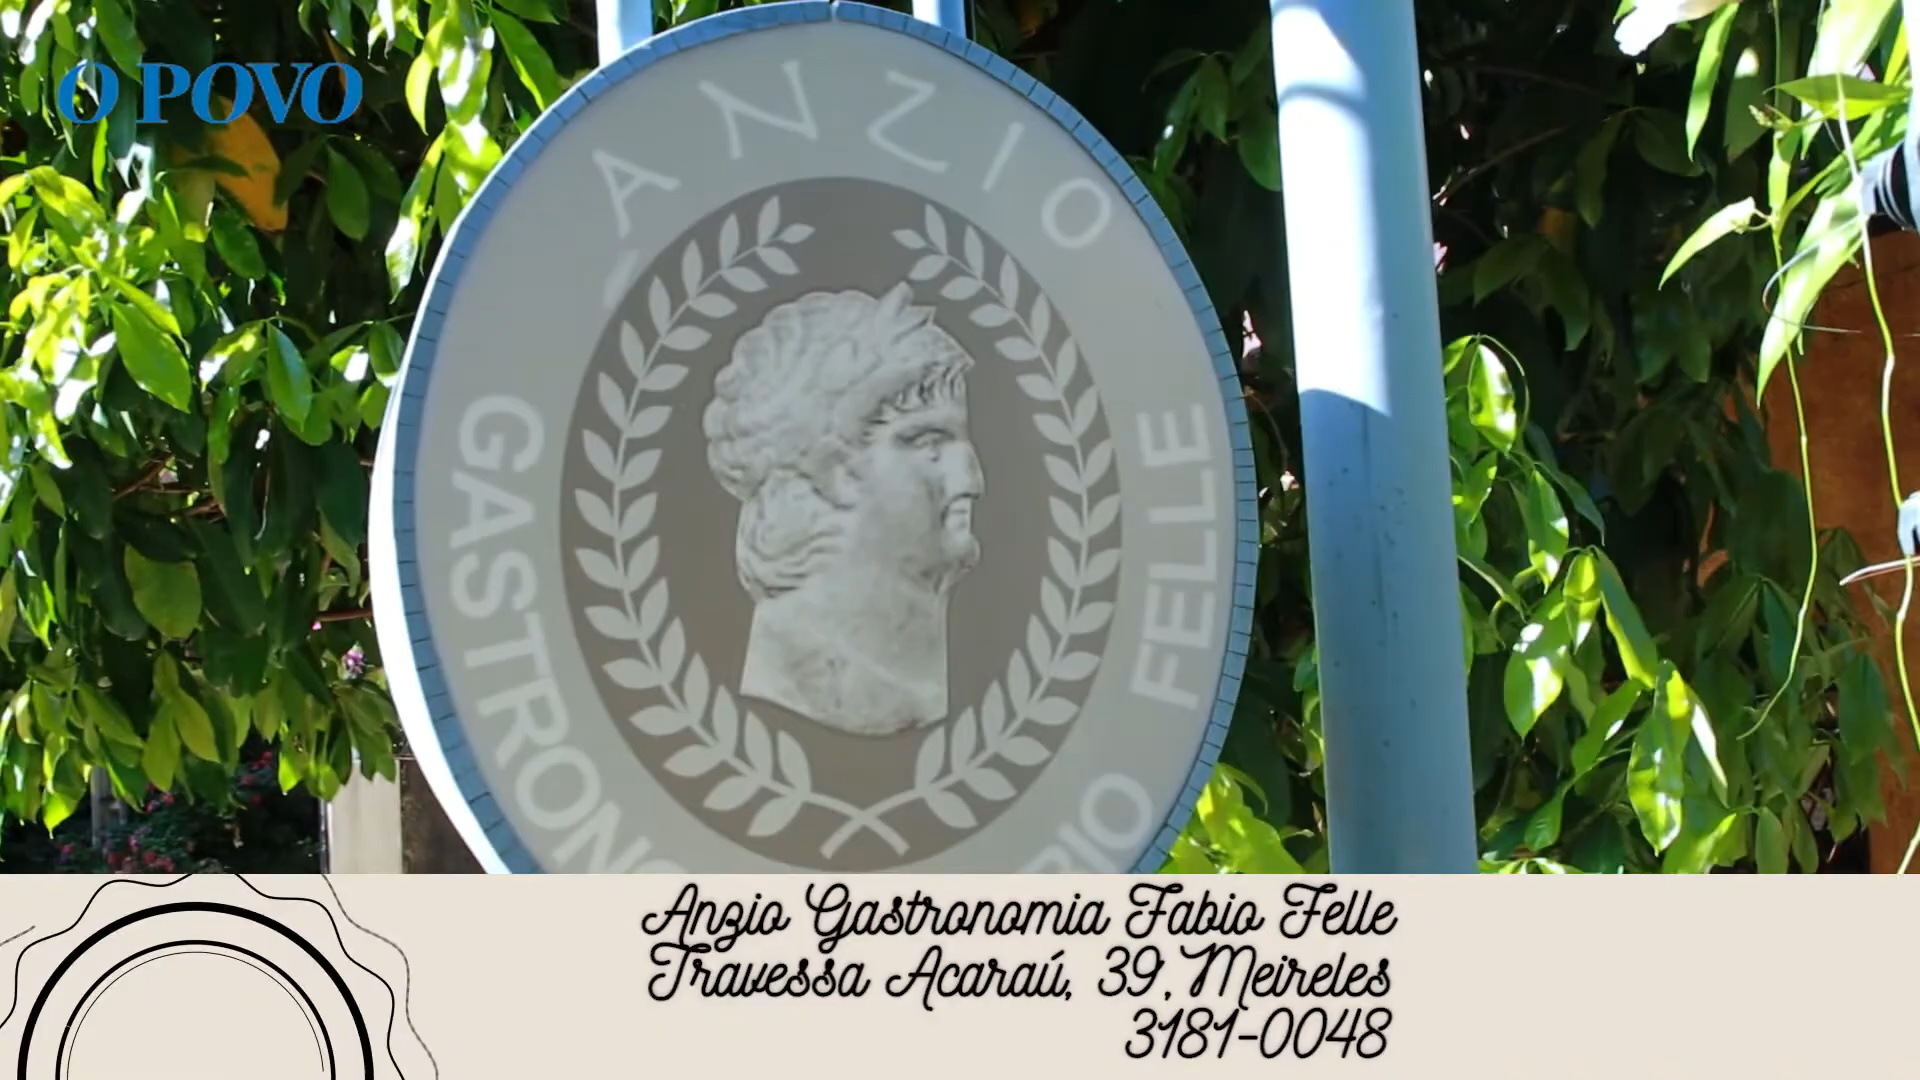 O POVO
ANZIO
GASTRONO
RIO FELLE
Anzio Gastronomia Fabio Felle
Travessa Acaraú, 39, Meireles
3181-0048